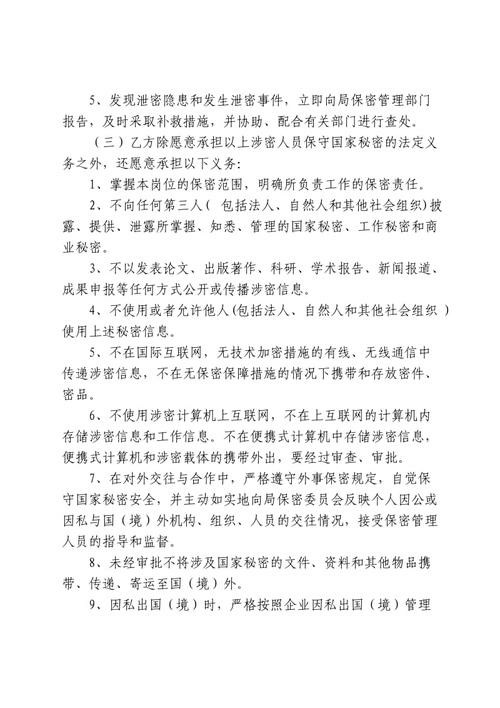 5、发现泄密隐患和发生泄密事件，立即向局保密管理部门
报告，及时采取补救措施，并协助、配合有关部门进行查处。
（三）乙方除愿意承担以上涉密人员保守国家秘密的法定义
务之外，还愿意承担以下义务：
1、掌握本岗位的保密范围，明确所负责工作的保密责任。
2、不向任何第三人( 包括法人、自然人和其他社会组织)披
露、提供、泄露所掌握、知悉、管理的国家秘密、工作秘密和商
业秘密。
3、不以发表论文、出版著作、科研、学术报告、新闻报道、
成果申报等任何方式公开或传播涉密信息。
4、不使用或者允许他人(包括法人、自然人和其他社会组织 )
使用上述秘密信息。
5、不在国际互联网，无技术加密措施的有线、无线通信中
传递涉密信息，不在无保密保障措施的情况下携带和存放密件、
密品。
6、不使用涉密计算机上互联网，不在上互联网的计算机内
存储涉密信息和工作信息。不在便携式计算机中存储涉密信息，
便携式计算机和涉密载体的携带外出，要经过审查、审批。
7、在对外交往与合作中，严格遵守外事保密规定，自觉保
守国家秘密安全，并主动如实地向局保密委员会反映个人因公或
因私与国（境）外机构、组织、人员的交往情况，接受保密管理
人员的指导和监督。
8、未经审批不将涉及国家秘密的文件、资料和其他物品携
带、传递、寄运至国（境）外。
9、因私出国（境）时，严格按照企业因私出国（境）管理